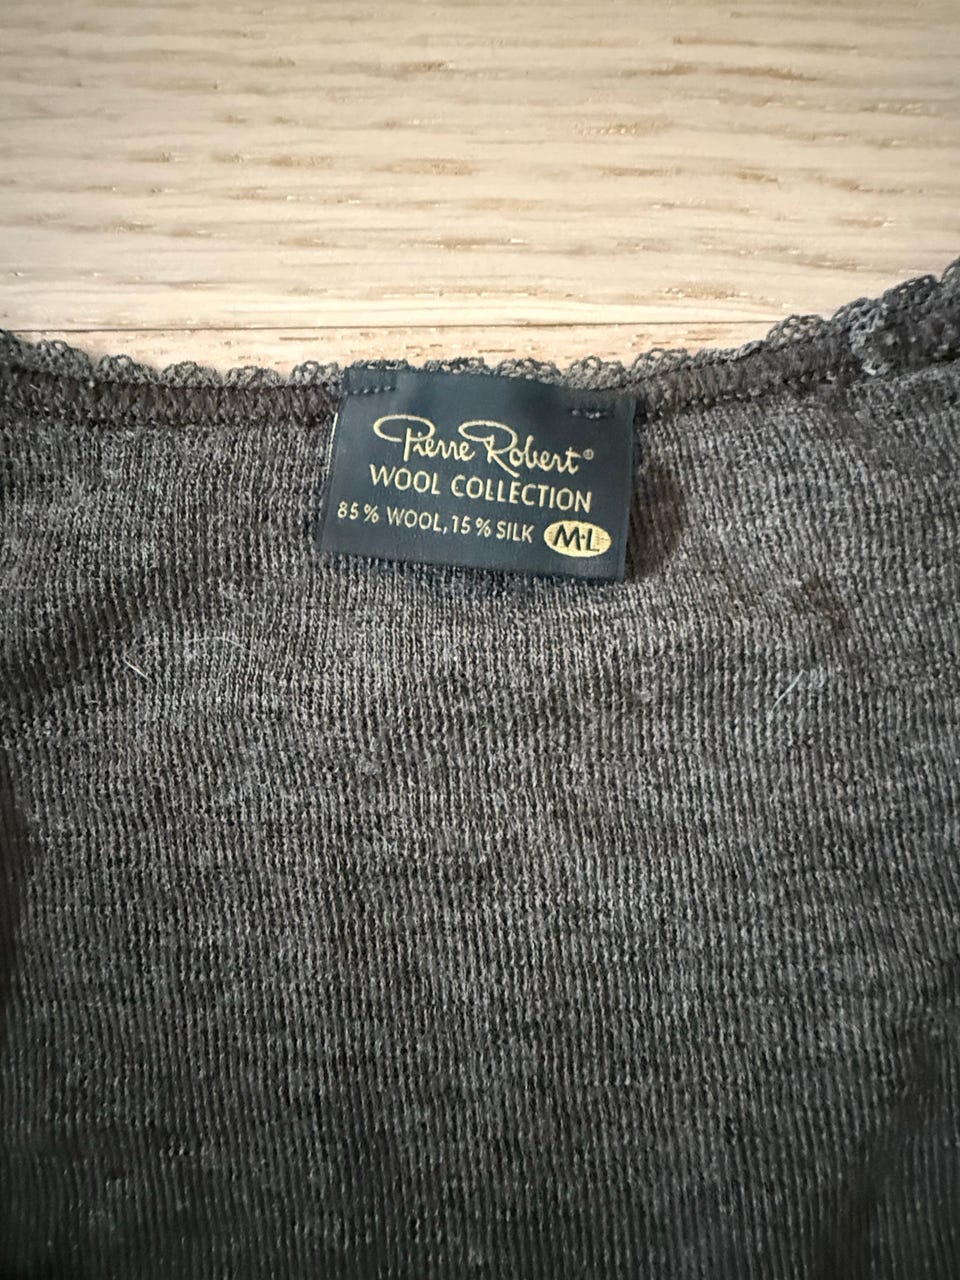 Pierre Robert®
WOOL COLLECTION
85% WOOL, 15% SILK M·L